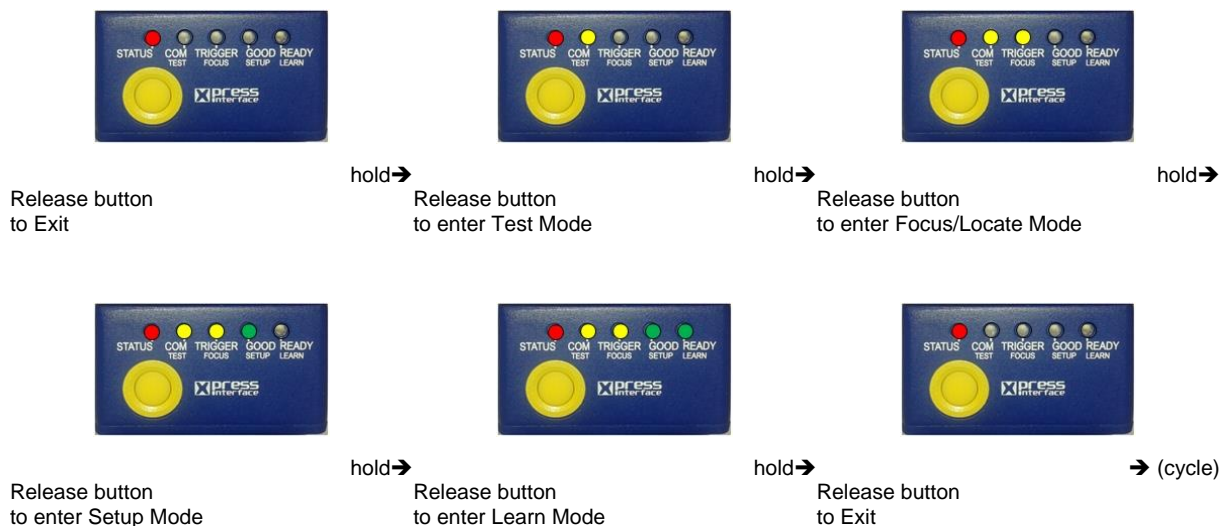 STATUS COM TRIGGER GOOD READY
TEST FOCUS SETUP LEARN
Xpress
Interface
STATUS COM TRIGGER GOOD READY
TEST FOCUS SETUP LEARN
Xpress
Interface
STATUS COM TRIGGER GOOD READY
TEST FOCUS SETUP LEARN
Xpress
Interface
hold➔
hold➔
hold➔
Release button
to Exit
Release button
to enter Test Mode
Release button
to enter Focus/Locate Mode
STATUS COM TRIGGER GOOD READY
TEST FOCUS SETUP LEARN
Xpress
Interface
STATUS COM TRIGGER GOOD READY
TEST FOCUS SETUP LEARN
Xpress
Interface
STATUS COM TRIGGER GOOD READY
TEST FOCUS SETUP LEARN
Xpress
Interface
hold➔
hold➔
➔ (cycle)
Release button
to enter Setup Mode
Release button
to enter Learn Mode
Release button
to Exit